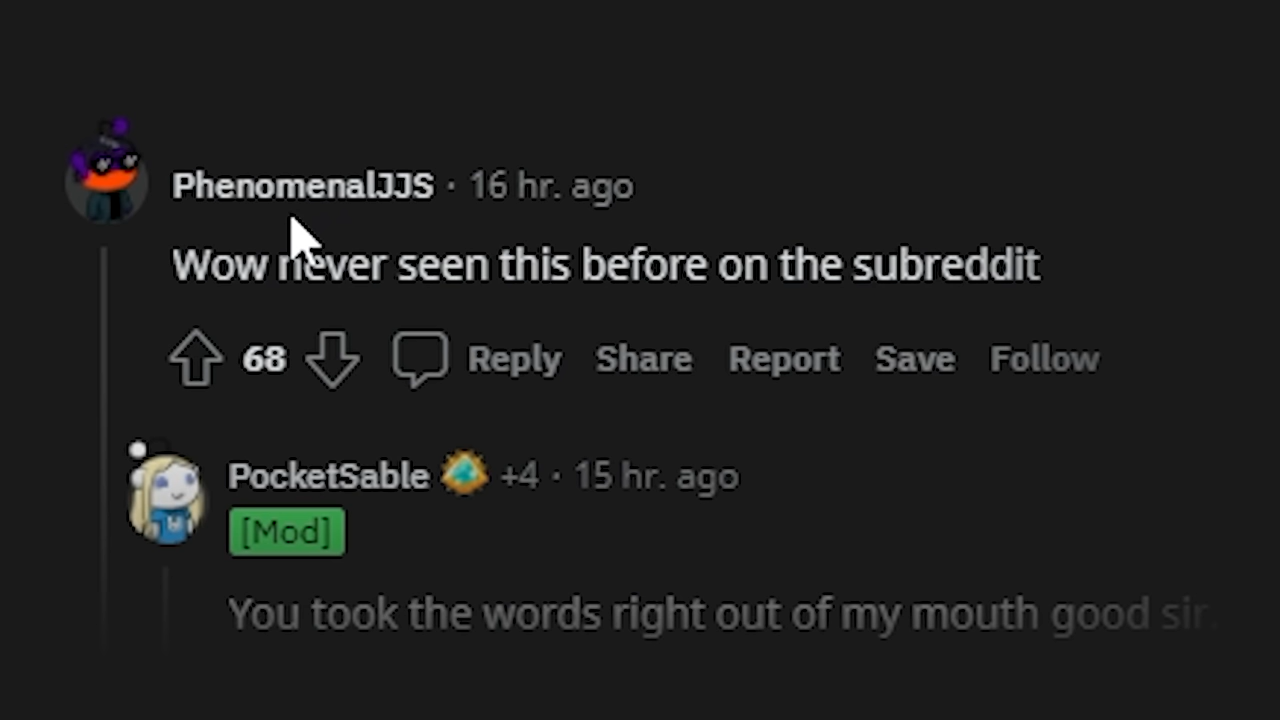 PhenomenalJJS · 16 hr. ago
Wow never seen this before on the subreddit
68 Reply Share Report Save Follow
PocketSable +4 · 15 hr. ago
[Mod]
You took the words right out of my mouth good sir.